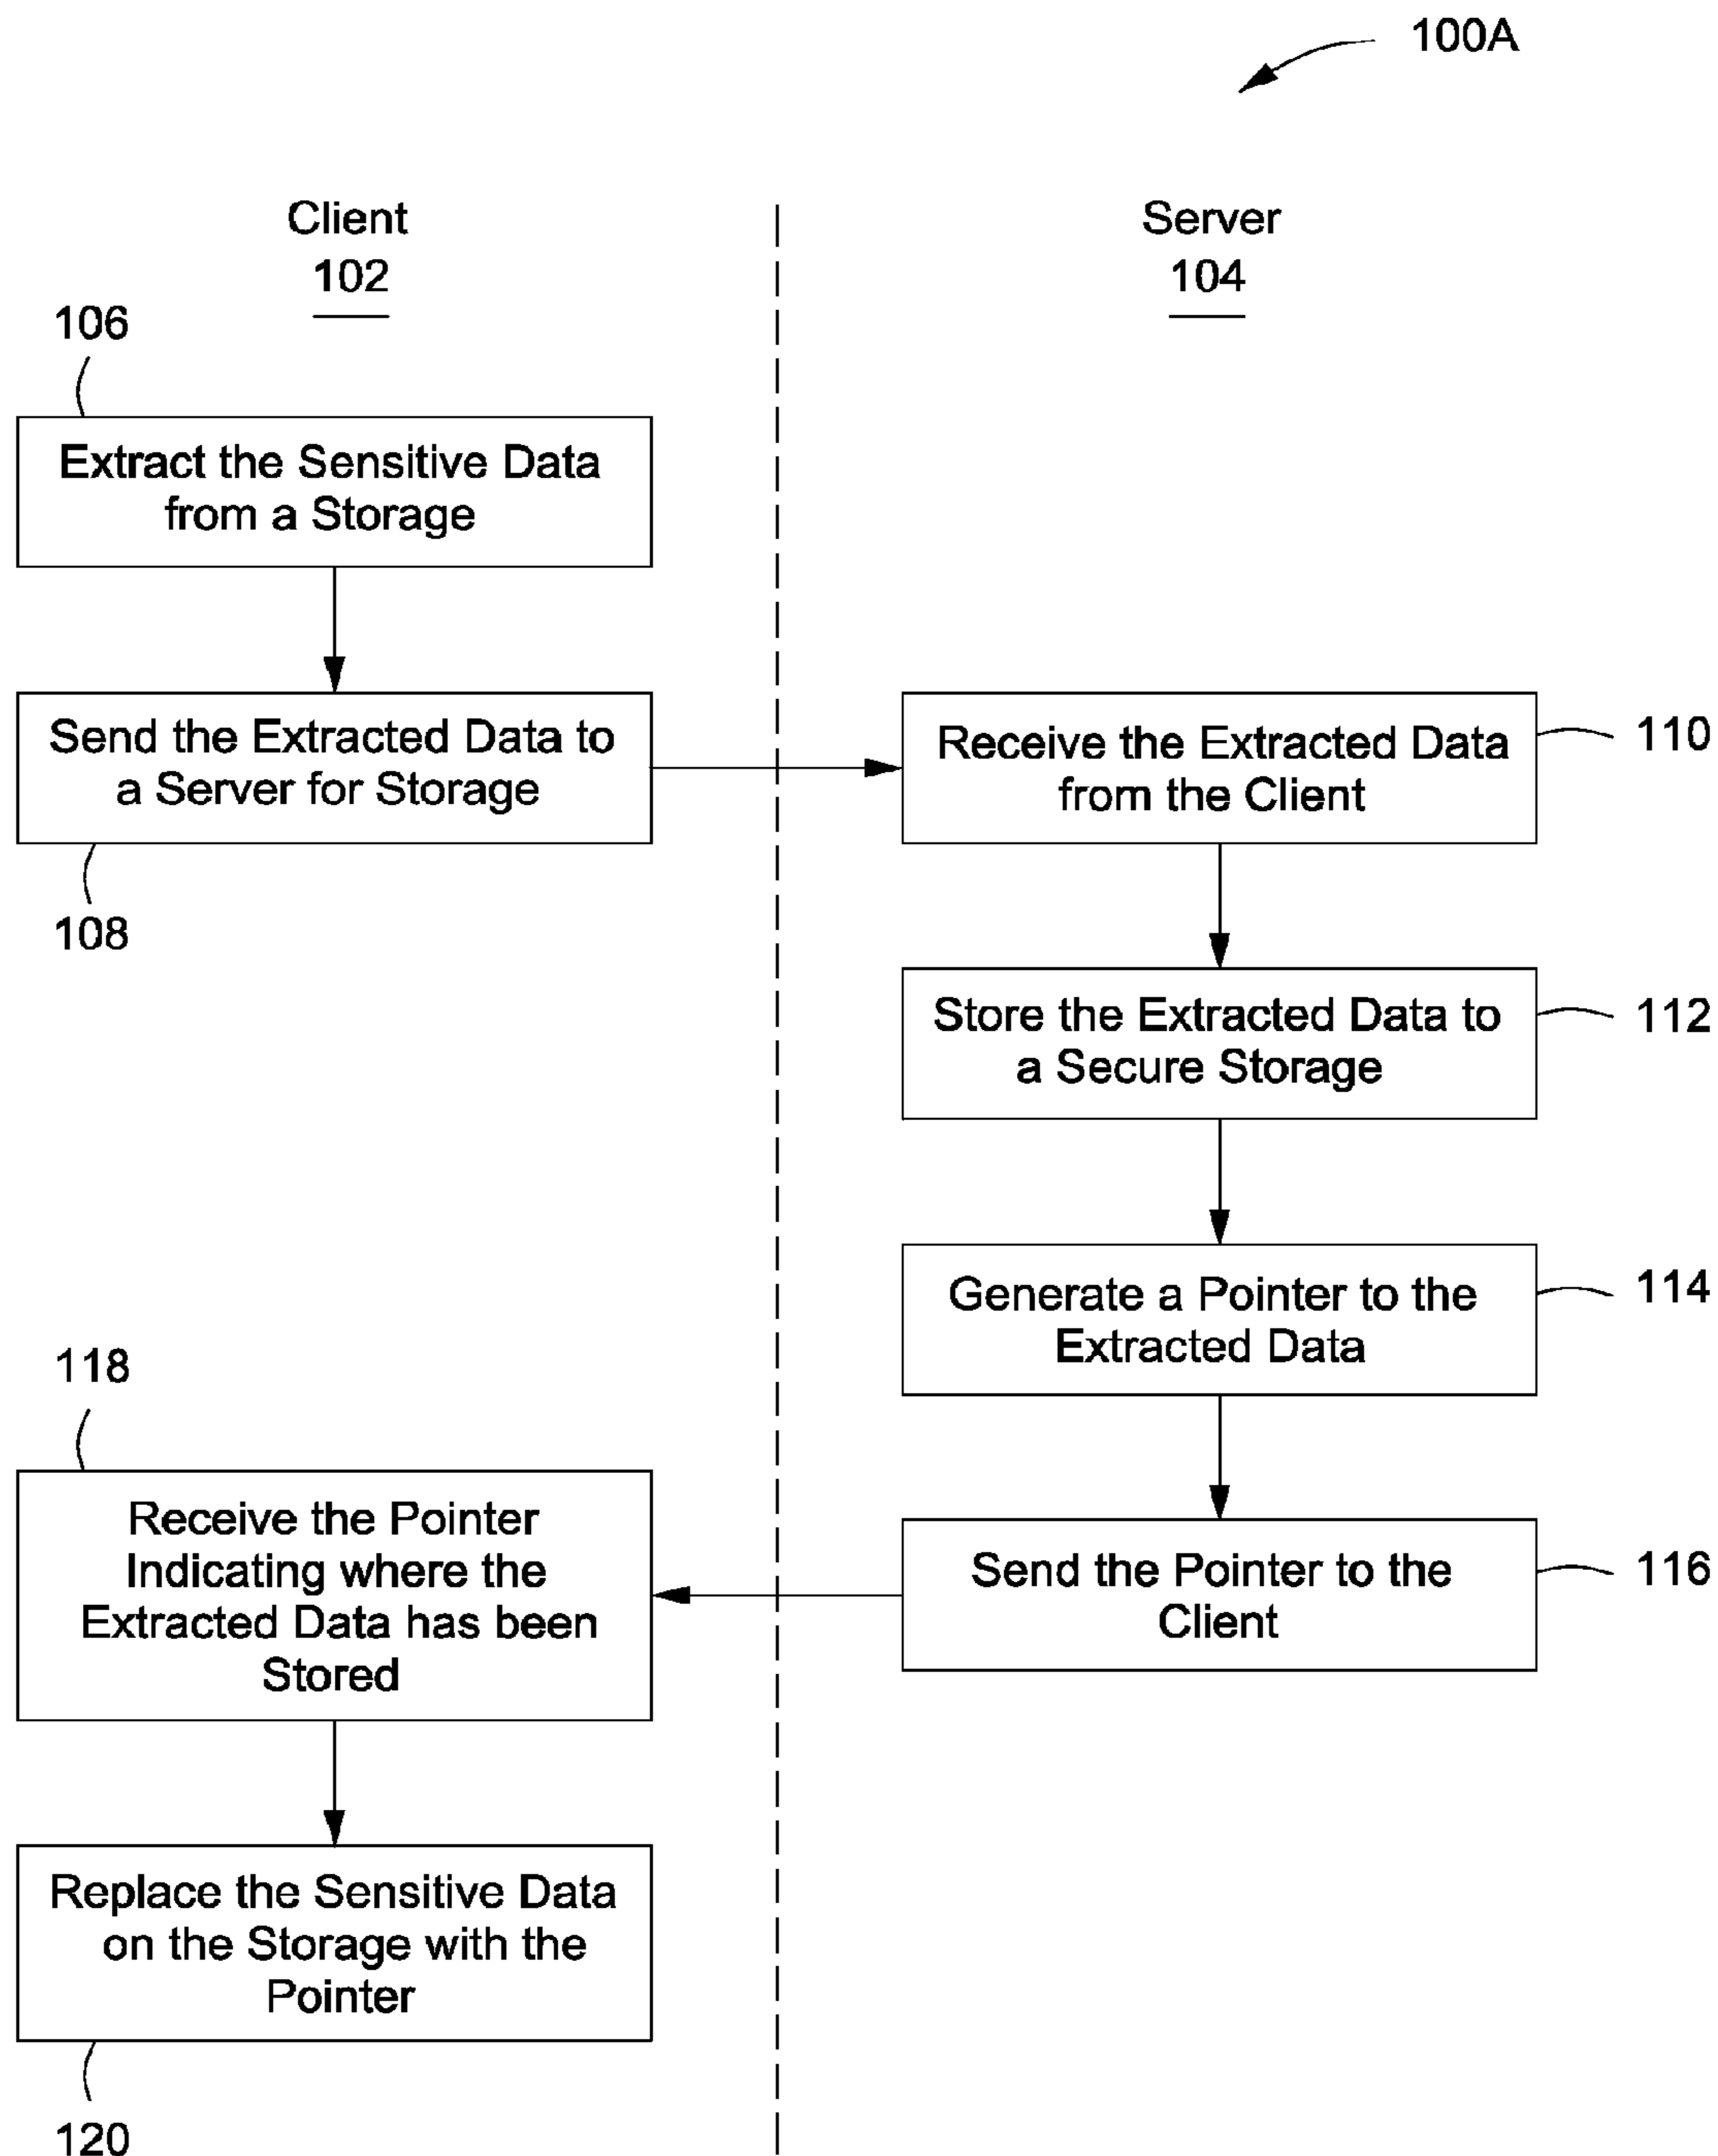 100A
Client
102
Server
104
106
Extract the Sensitive Data
from a Storage
Send the Extracted Data to
a Server for Storage
108
Receive the Extracted Data
from the Client
110
Store the Extracted Data to
a Secure Storage
112
Generate a Pointer to the
Extracted Data
114
Send the Pointer to the
Client
116
118
Receive the Pointer
Indicating where the
Extracted Data has been
Stored
Replace the Sensitive Data
on the Storage with the
Pointer
120